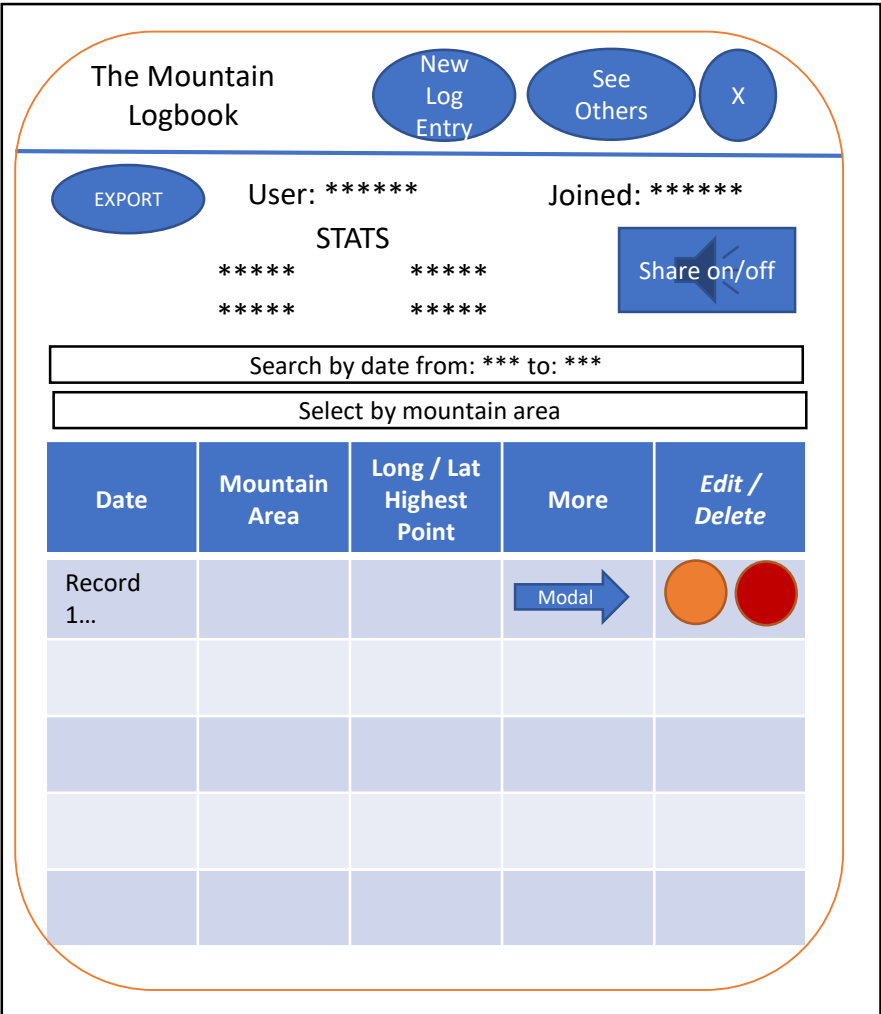 The Mountain
Logbook
New
Log
Entry
See
Others
X
EXPORT
User: ******
Joined: ******
STATS
*****
*****
*****
*****
Share on/off
Search by date from: *** to: ***
Select by mountain area
Date
Mountain
Area
Long / Lat
Highest
Point
More
Edit /
Delete
Record
1…
Modal